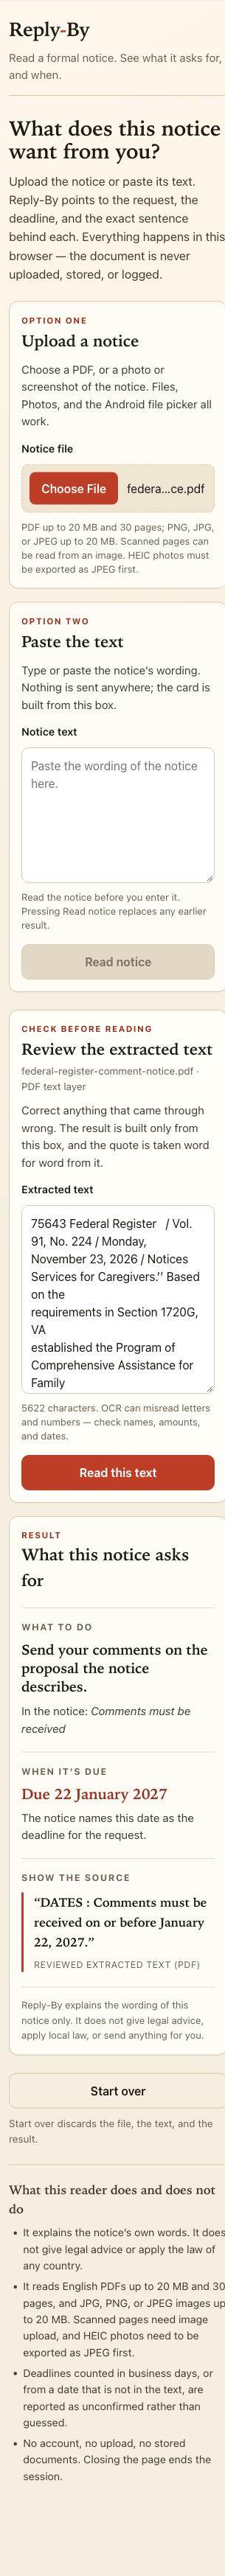 Reply-By
Read a formal notice. See what it asks for,
and when.
What does this notice
want from you?
Upload the notice or paste its text.
Reply-By points to the request, the
deadline, and the exact sentence
behind each. Everything happens in this
browser — the document is never
uploaded, stored, or logged.
OPTION ONE
Upload a notice
Choose a PDF, or a photo or
screenshot of the notice. Files,
Photos, and the Android file picker all
work.
Notice file
Choose File federa...ce.pdf
PDF up to 20 MB and 30 pages; PNG, JPG,
or JPEG up to 20 MB. Scanned pages can
be read from an image. HEIC photos must
be exported as JPEG first.
OPTION TWO
Paste the text
Type or paste the notice’s wording.
Nothing is sent anywhere; the card is
built from this box.
Notice text
Paste the wording of the notice
here.
Read the notice before you enter it.
Pressing Read notice replaces any earlier
result.
Read notice
CHECK BEFORE READING
Review the extracted text
federal-register-comment-notice.pdf ·
PDF text layer
Correct anything that came through
wrong. The result is built only from
this box, and the quote is taken word
for word from it.
Extracted text
75643 Federal Register / Vol.
91, No. 224 / Monday,
November 23, 2026 / Notices
Services for Caregivers.’’ Based
on the
requirements in Section 1720G,
VA
established the Program of
Comprehensive Assistance for
Family
5622 characters. OCR can misread letters
and numbers — check names, amounts,
and dates.
Read this text
RESULT
What this notice asks
for
WHAT TO DO
Send your comments on the
proposal the notice
describes.
In the notice: Comments must be
received
WHEN IT’S DUE
Due 22 January 2027
The notice names this date as the
deadline for the request.
SHOW THE SOURCE
“DATES : Comments must be
received on or before January
22, 2027.”
REVIEWED EXTRACTED TEXT (PDF)
Reply-By explains the wording of this
notice only. It does not give legal advice,
apply local law, or send anything for you.
Start over
Start over discards the file, the text, and the
result.
What this reader does and does not
do
• It explains the notice’s own words. It does
not give legal advice or apply the law of
any country.
• It reads English PDFs up to 20 MB and 30
pages, and JPG, PNG, or JPEG images up
to 20 MB. Scanned pages need image
upload, and HEIC photos need to be
exported as JPEG first.
• Deadlines counted in business days, or
from a date that is not in the text, are
reported as unconfirmed rather than
guessed.
• No account, no upload, no stored
documents. Closing the page ends the
session.